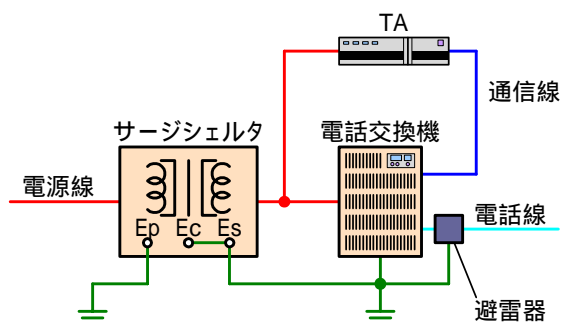 TA
通信線
サージシェルタ
電話交換機
電源線
電話線
Ep Ec Es
避雷器